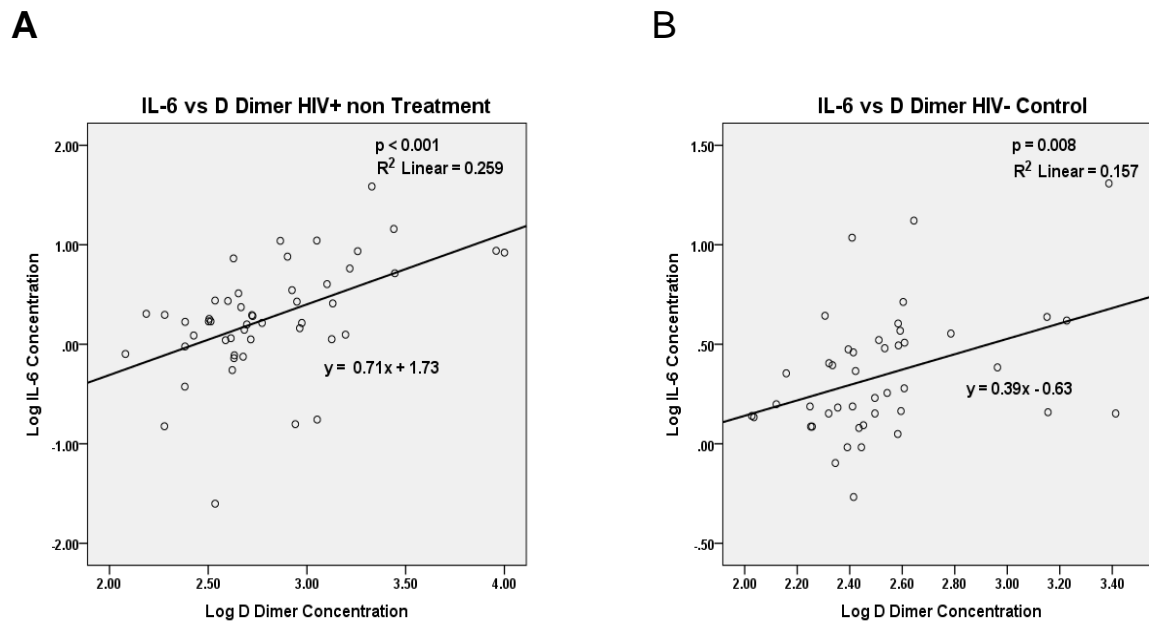 A
IL-6 vs D Dimer HIV+ non Treatment
p < 0.001
R² Linear = 0.259
y = 0.71x + 1.73
Log IL-6 Concentration
2.00
1.00
.00
-1.00
-2.00
2.00 2.50 3.00 3.50 4.00
Log D Dimer Concentration
B
IL-6 vs D Dimer HIV- Control
p = 0.008
R² Linear = 0.157
y = 0.39x - 0.63
Log IL-6 Concentration
1.50
1.00
.50
.00
-.50
2.00 2.20 2.40 2.60 2.80 3.00 3.20 3.40
Log D Dimer Concentration